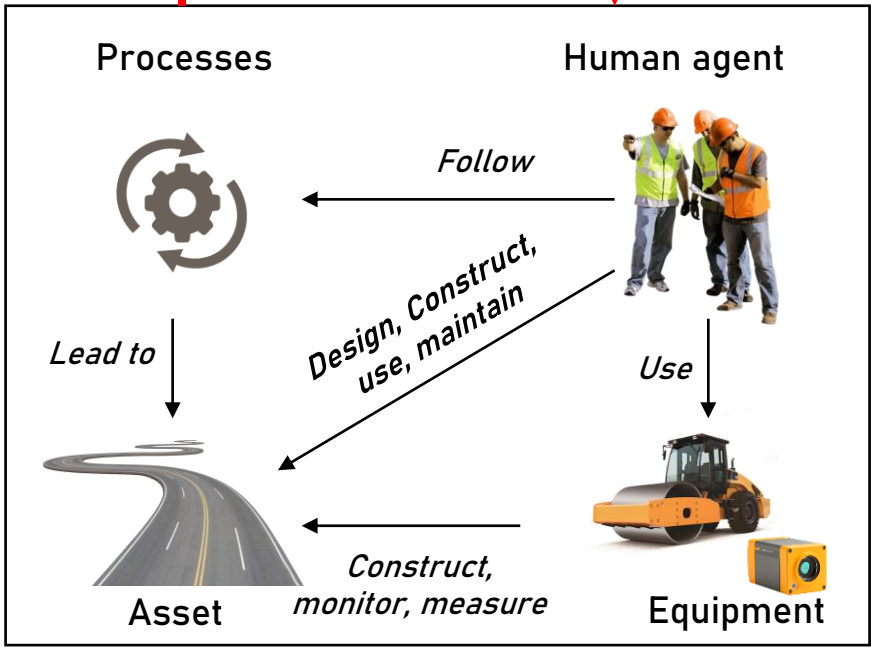 Processes
Human agent
Follow
Design, Construct,
use, maintain
Lead to
Use
Construct,
monitor, measure
Asset
Equipment